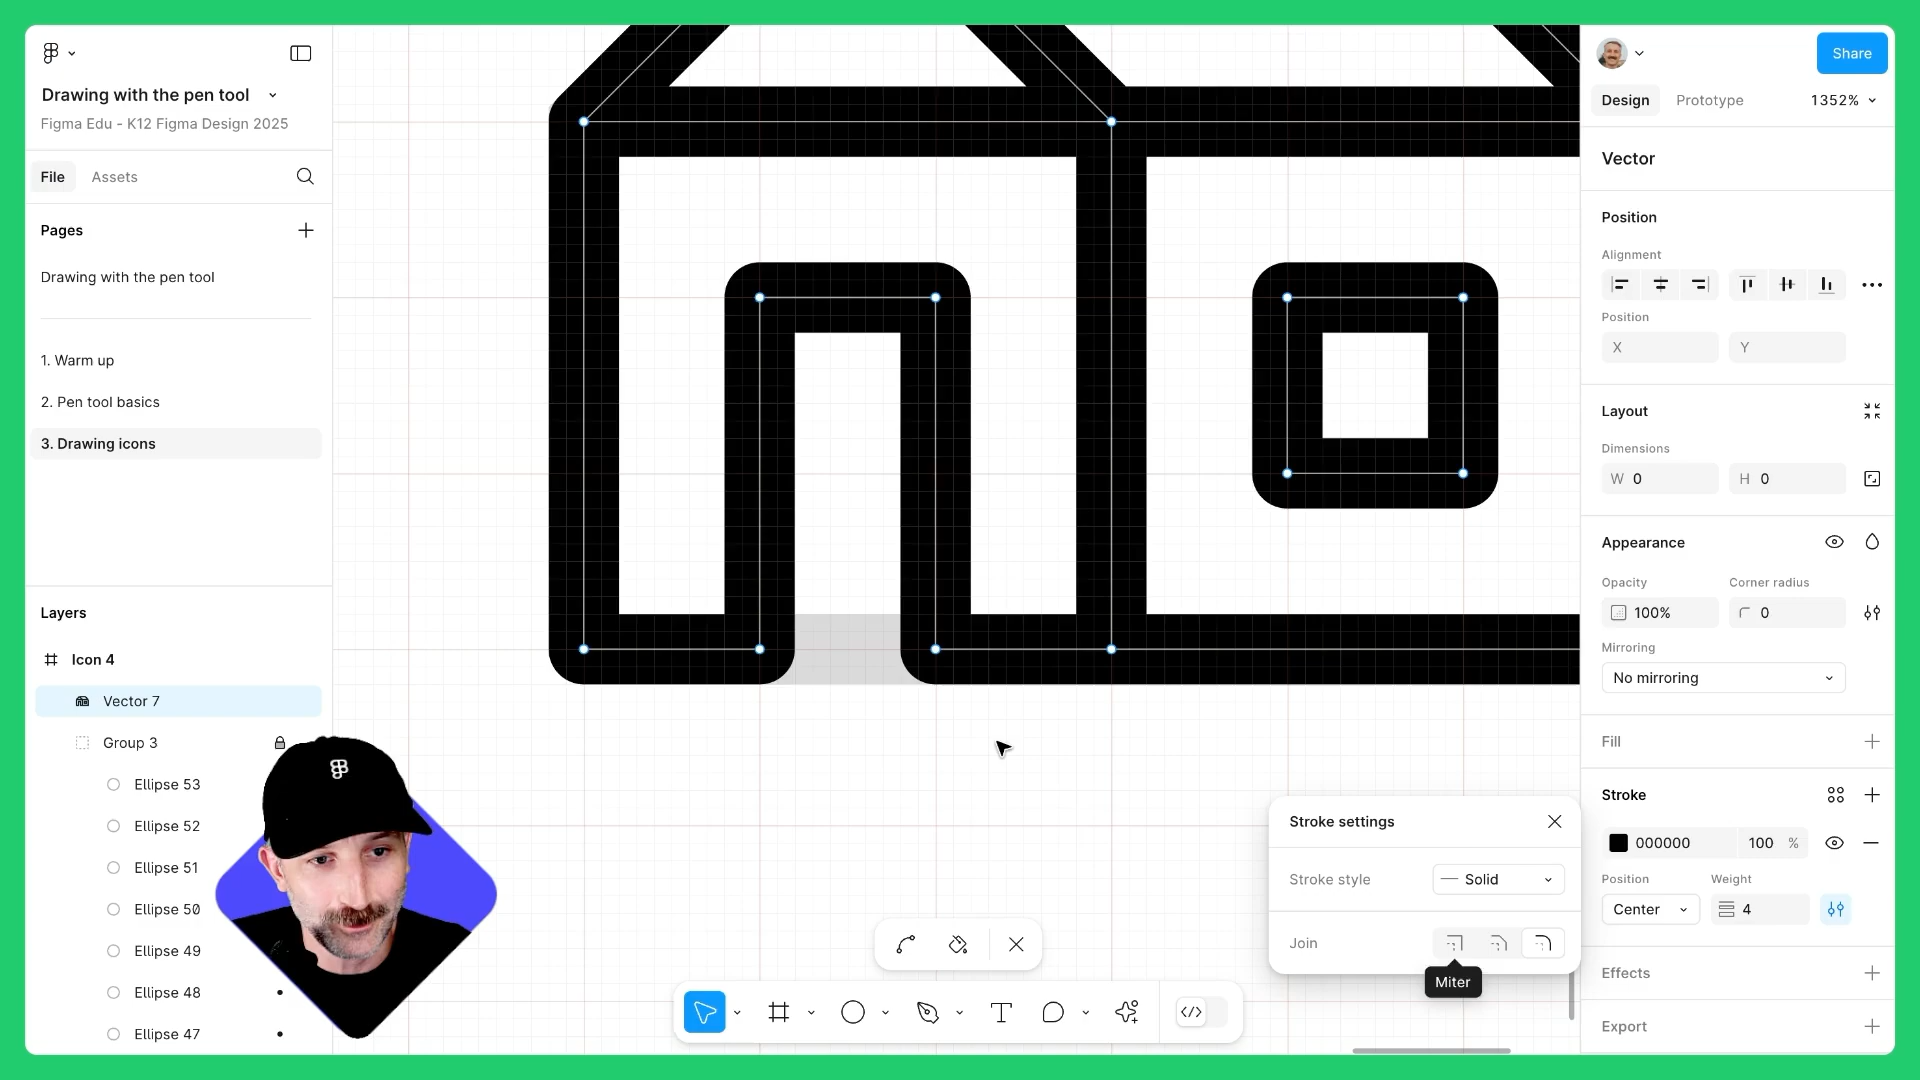 Drawing with the pen tool
Figma Edu - K12 Figma Design 2025
File
Assets
Pages
Drawing with the pen tool
1. Warm up
2. Pen tool basics
3. Drawing icons
Layers
Icon 4
Vector 7
Group 3
Ellipse 53
Ellipse 52
Ellipse 51
Ellipse 50
Ellipse 49
Ellipse 48
Ellipse 47
Stroke settings
Stroke style
Solid
Join
Miter
Share
Design
Prototype
1352%
Vector
Position
Alignment
Position
X
Y
Layout
Dimensions
W 0
H 0
Appearance
Opacity
Corner radius
100%
0
Mirroring
No mirroring
Fill
Stroke
000000
100 %
Position
Weight
Center
4
Effects
Export